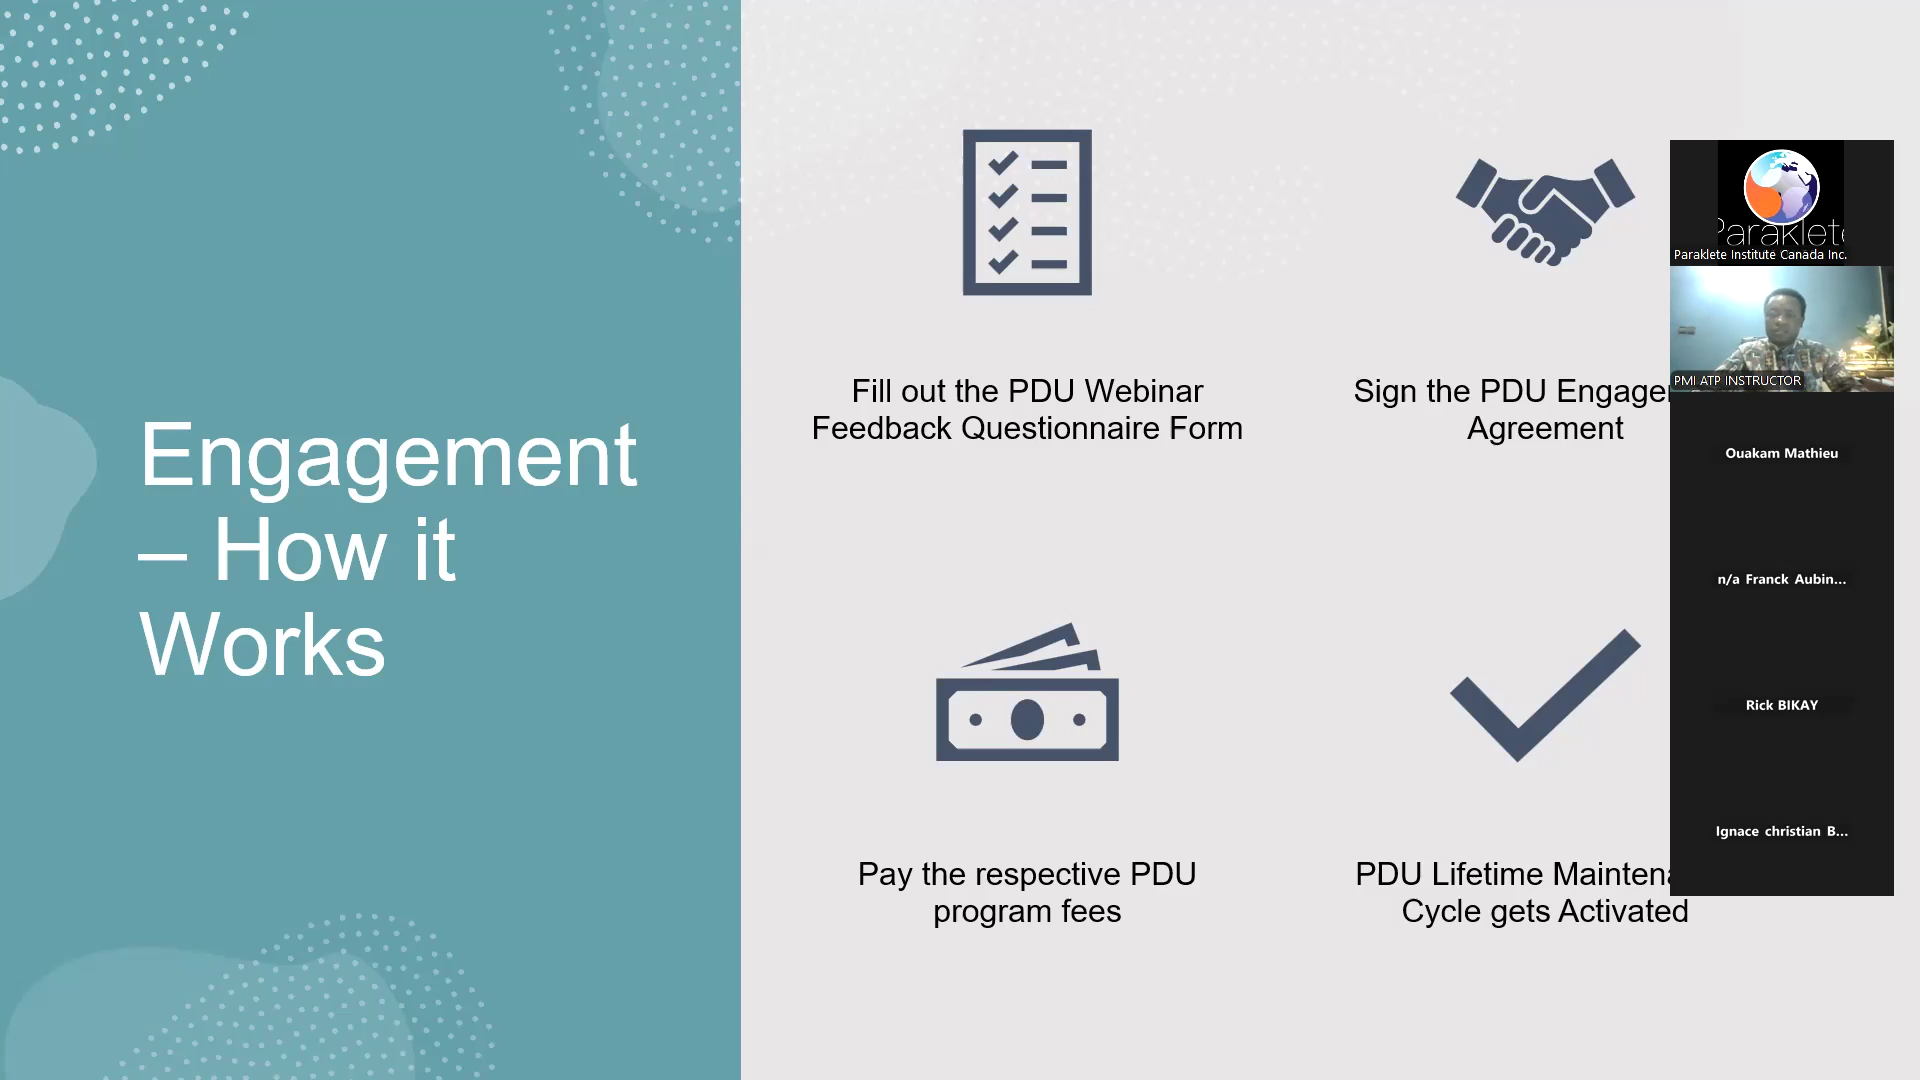 Engagement
– How it
Works
Fill out the PDU Webinar
Feedback Questionnaire Form
Sign the PDU
Agreement
Pay the respective PDU
program fees
PDU Lifetime
Cycle gets Activated
Paraklete
Paraklete Institute Canada Inc.
PMI ATP INSTRUCTOR
Ouakam Mathieu
n/a Franck Aubin...
Rick BIKAY
Ignace christian B...